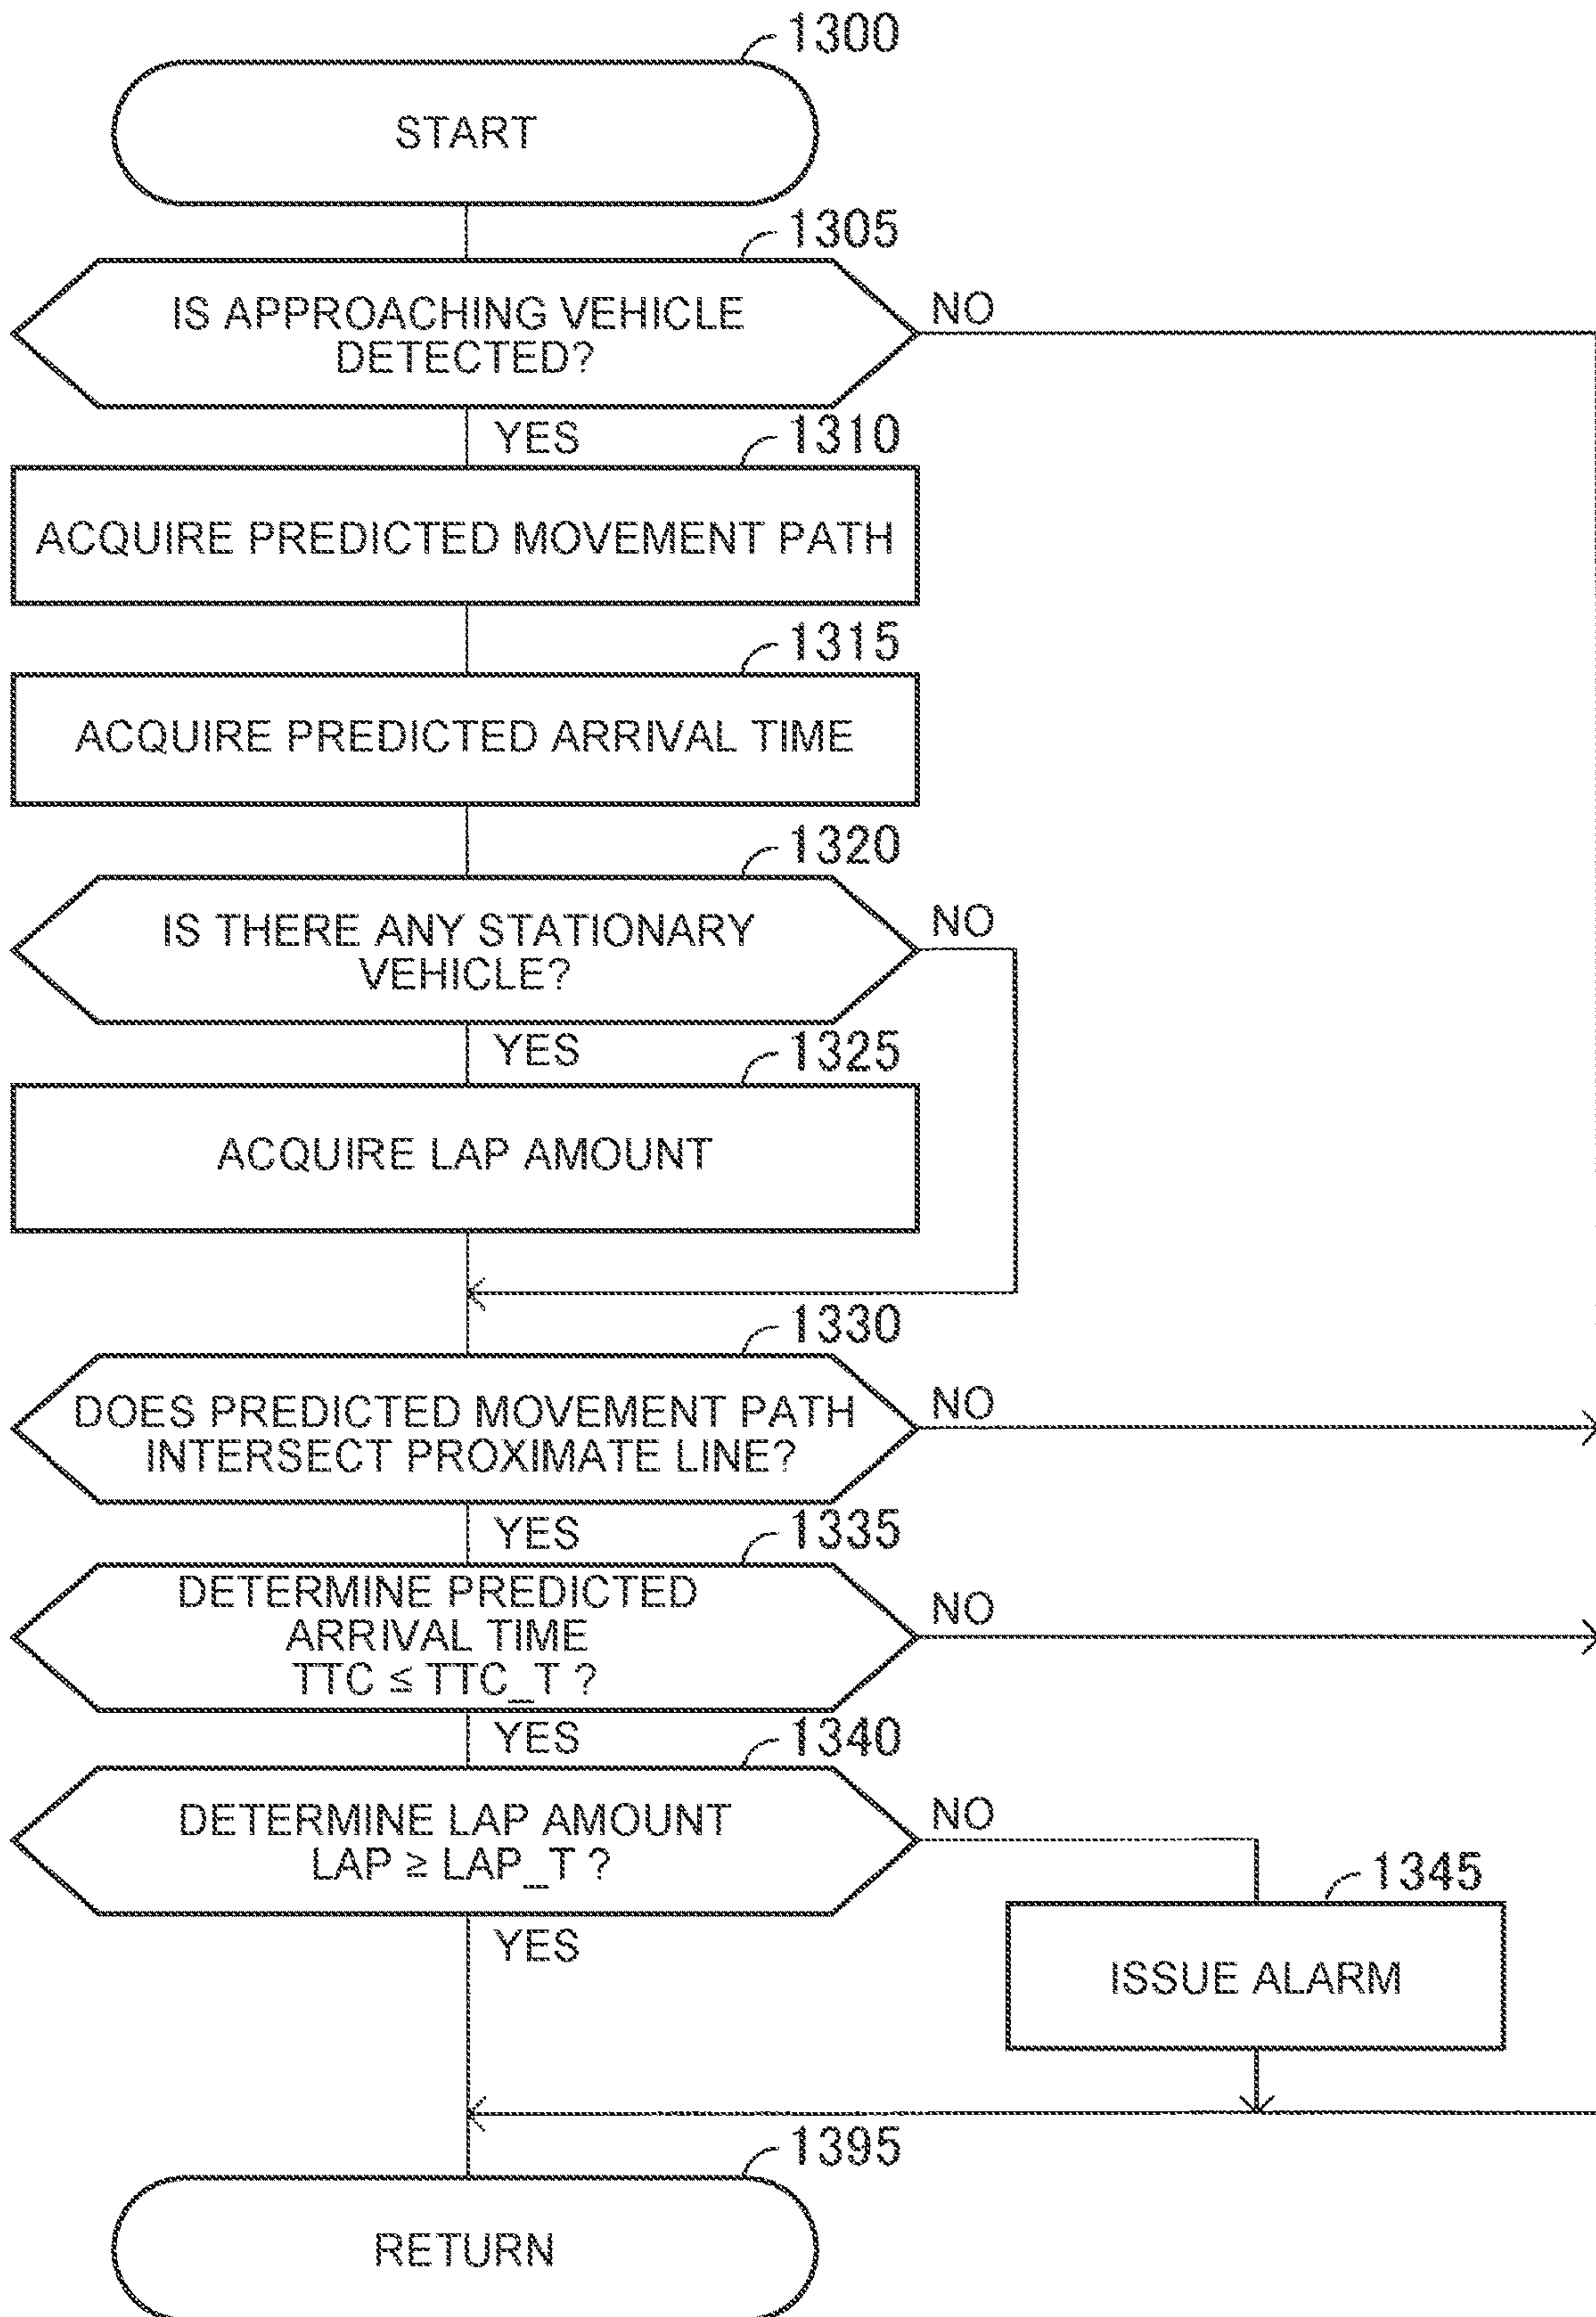 1300
START
1305
IS APPROACHING VEHICLE
DETECTED?
NO
YES
1310
ACQUIRE PREDICTED MOVEMENT PATH
1315
ACQUIRE PREDICTED ARRIVAL TIME
1320
IS THERE ANY STATIONARY
VEHICLE?
NO
YES
1325
ACQUIRE LAP AMOUNT
1330
DOES PREDICTED MOVEMENT PATH
INTERSECT PROXIMATE LINE?
NO
YES
1335
DETERMINE PREDICTED
ARRIVAL TIME
TTC ≤ TTC_T ?
NO
YES
1340
DETERMINE LAP AMOUNT
LAP ≥ LAP_T ?
NO
YES
1345
ISSUE ALARM
1395
RETURN